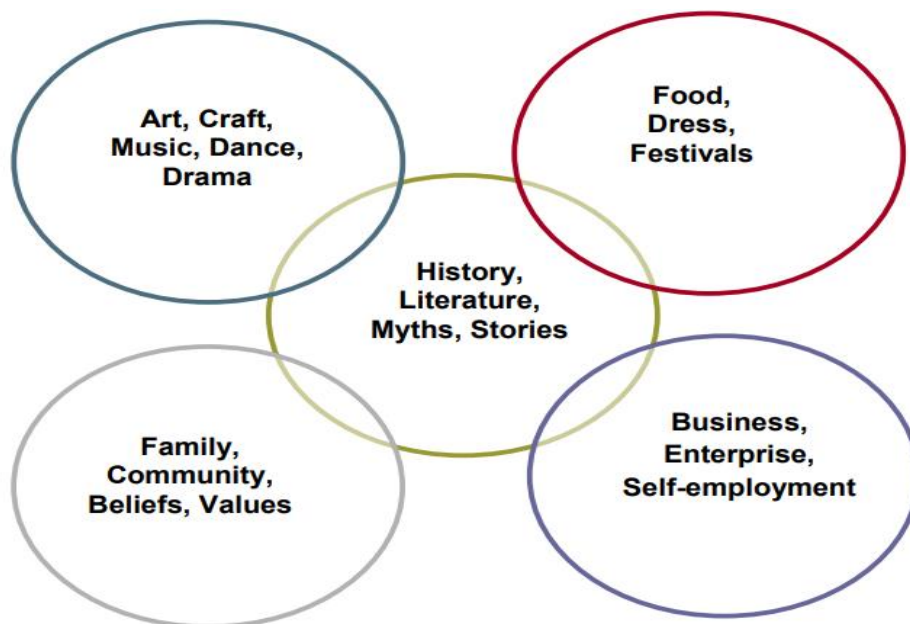 Art, Craft,
Music, Dance,
Drama
Food,
Dress,
Festivals
History,
Literature,
Myths, Stories
Family,
Community,
Beliefs, Values
Business,
Enterprise,
Self-employment